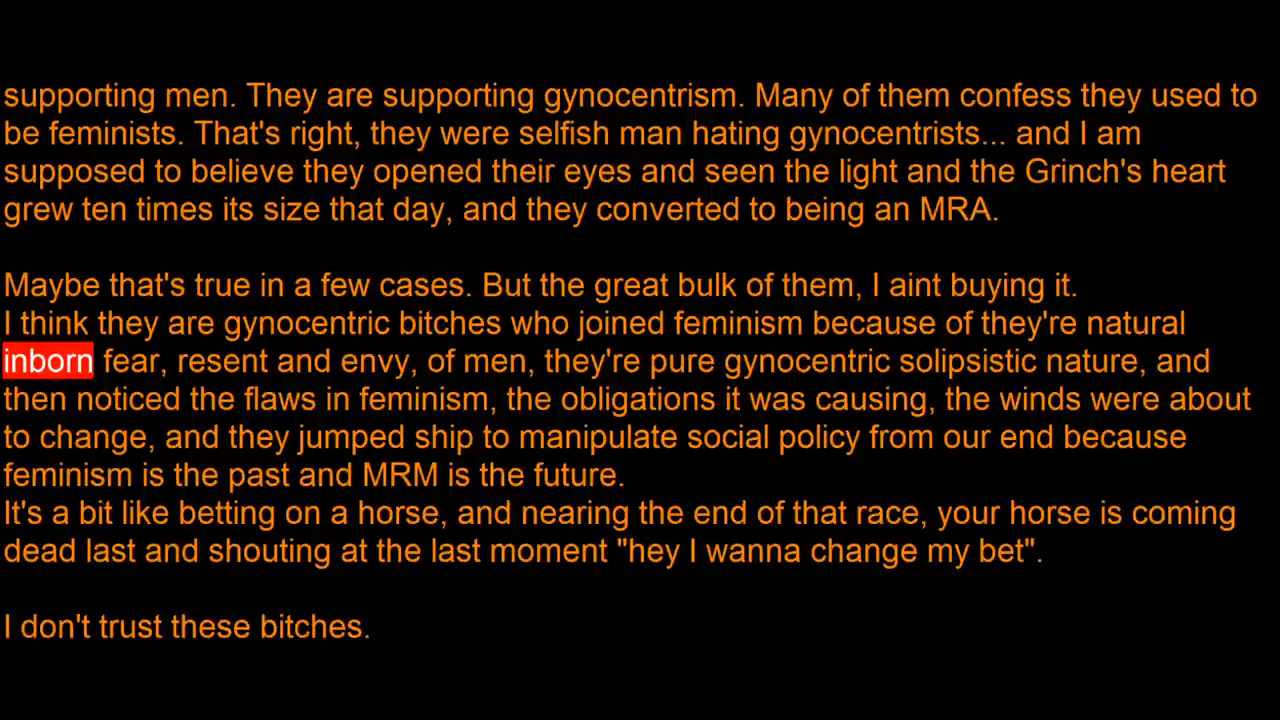 supporting men. They are supporting gynocentrism. Many of them confess they used to
be feminists. That's right, they were selfish man hating gynocentrists... and I am
supposed to believe they opened their eyes and seen the light and the Grinch's heart
grew ten times its size that day, and they converted to being an MRA.
Maybe that's true in a few cases. But the great bulk of them, I aint buying it.
I think they are gynocentric bitches who joined feminism because of they're natural
inborn fear, resent and envy, of men, they're pure gynocentric solipsistic nature, and
then noticed the flaws in feminism, the obligations it was causing, the winds were about
to change, and they jumped ship to manipulate social policy from our end because
feminism is the past and MRM is the future.
It's a bit like betting on a horse, and nearing the end of that race, your horse is coming
dead last and shouting at the last moment "hey I wanna change my bet".
I don't trust these bitches.